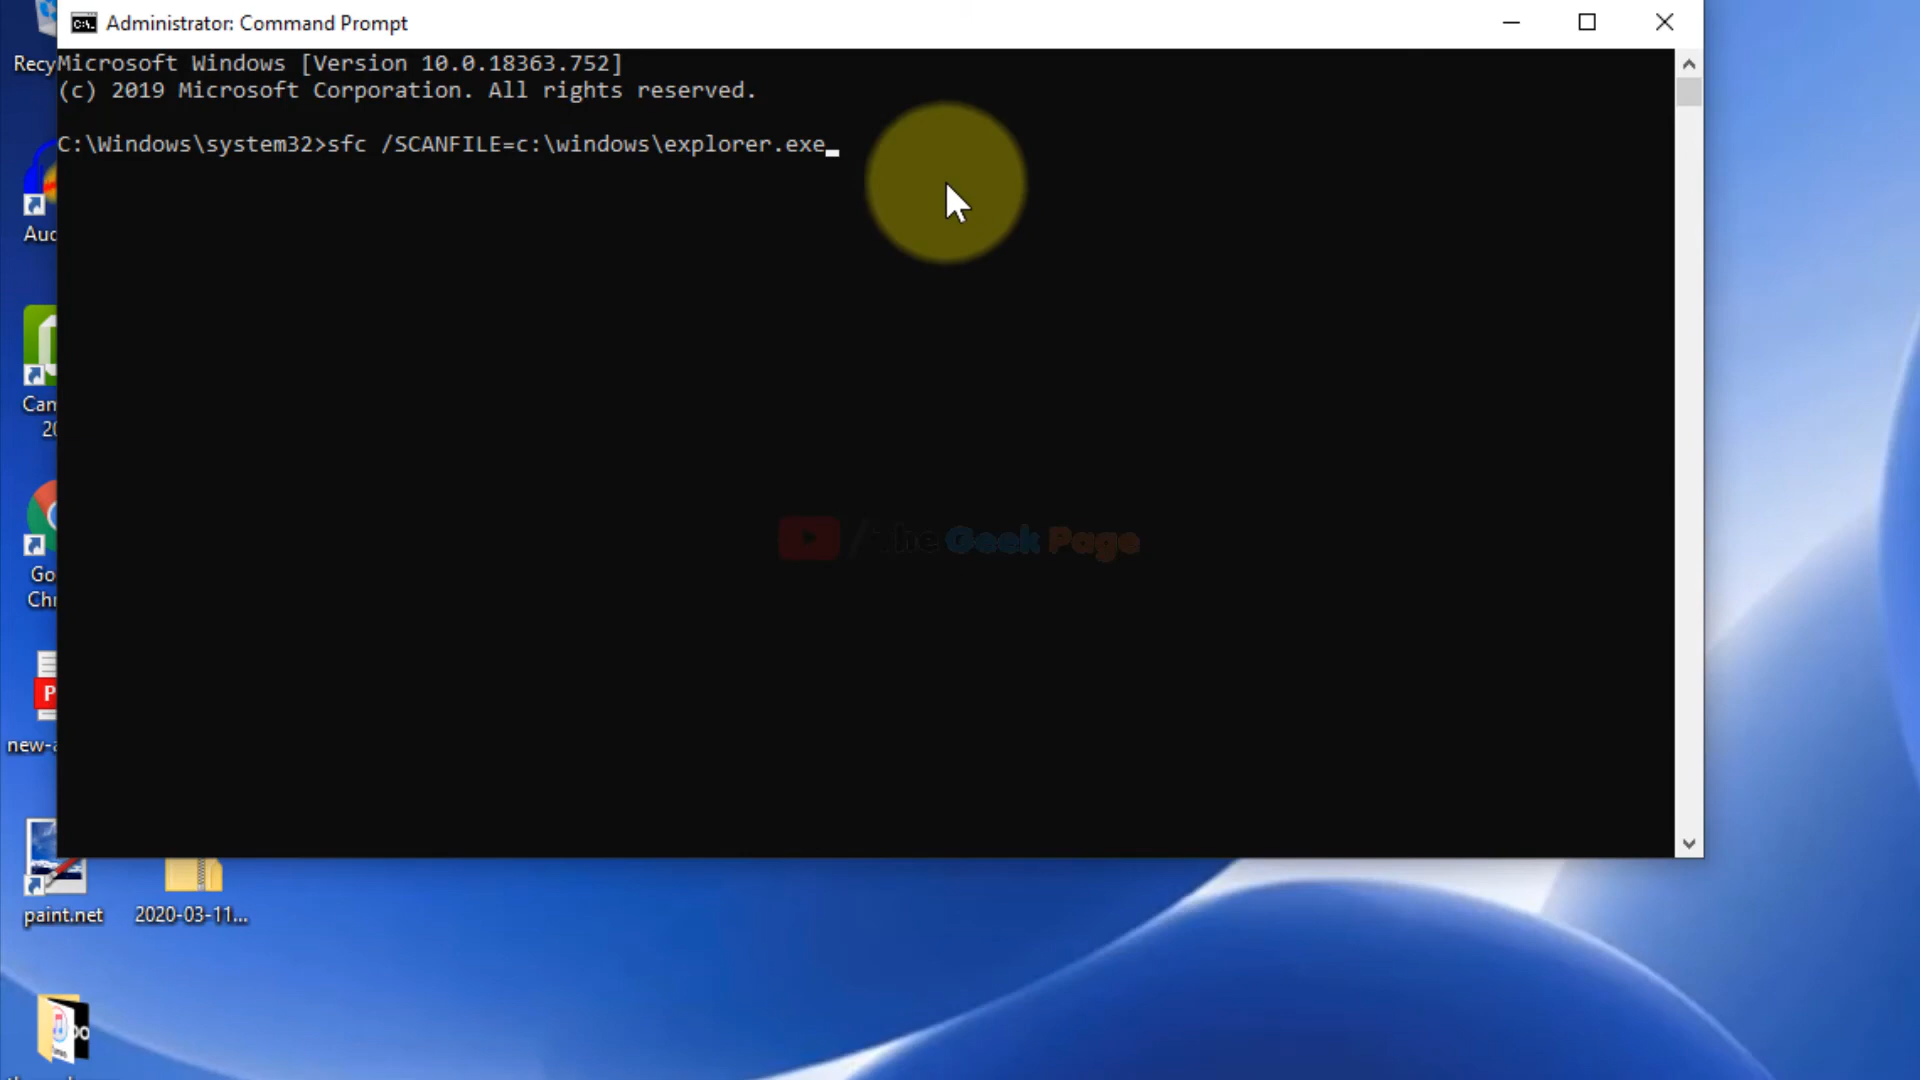 Administrator: Command Prompt
Microsoft Windows [Version 10.0.18363.752]
(c) 2019 Microsoft Corporation. All rights reserved.
C:\Windows\system32>sfc /SCANFILE=c:\windows\explorer.exe
Recy
Aud
Cam
20
/The Geek Page
Go
Chr
P
new-a
paint.net
2020-03-11...